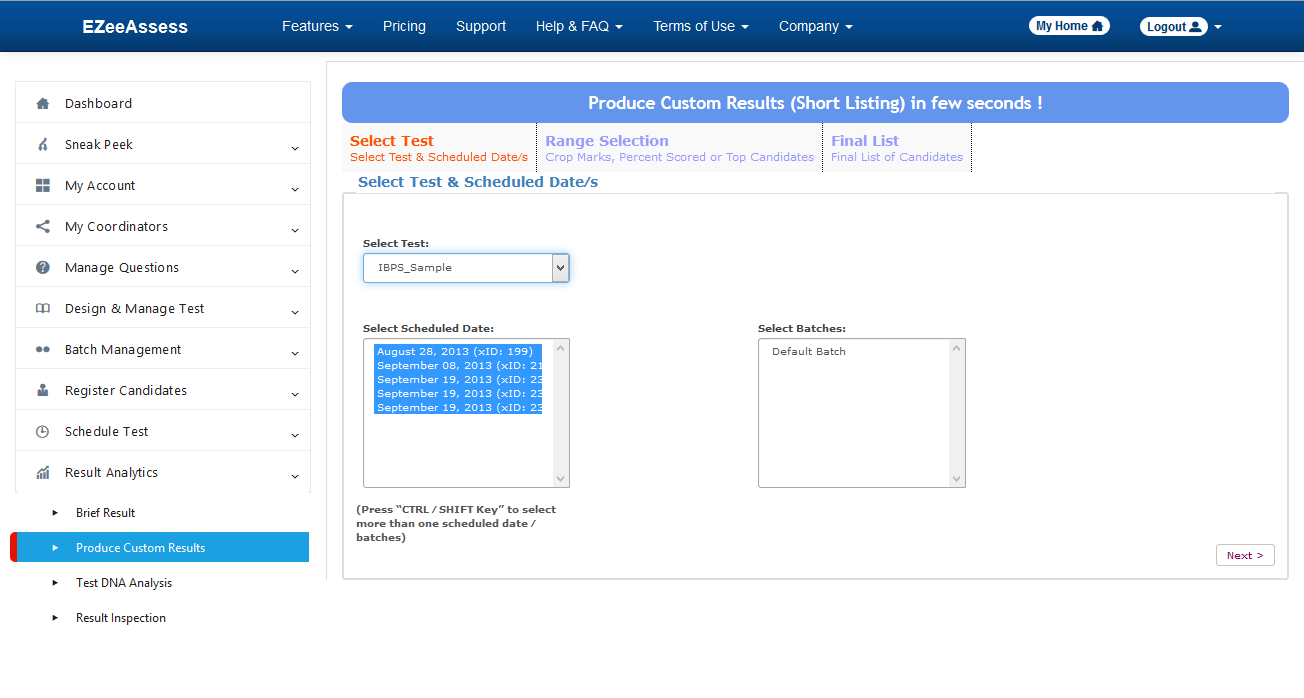 EZeeAssess Features Pricing Support Help & FAQ Terms of Use Company My Home Logout
Dashboard
Sneak Peek
My Account
My Coordinators
Manage Questions
Design & Manage Test
Batch Management
Register Candidates
Schedule Test
Result Analytics
Brief Result
Produce Custom Results
Test DNA Analysis
Result Inspection
Produce Custom Results (Short Listing) in few seconds !
Select Test
Select Test & Scheduled Date/s
Range Selection
Crop Marks, Percent Scored or Top Candidates
Final List
Final List of Candidates
Select Test & Scheduled Date/s
Select Test:
IBPS_Sample
Select Scheduled Date:
August 28, 2013 (xID: 199)
September 08, 2013 (xID: 21
September 19, 2013 (xID: 23
September 19, 2013 (xID: 23
September 19, 2013 (xID: 23
(Press “CTRL / SHIFT Key” to select
more than one scheduled date /
batches)
Select Batches:
Default Batch
Next >